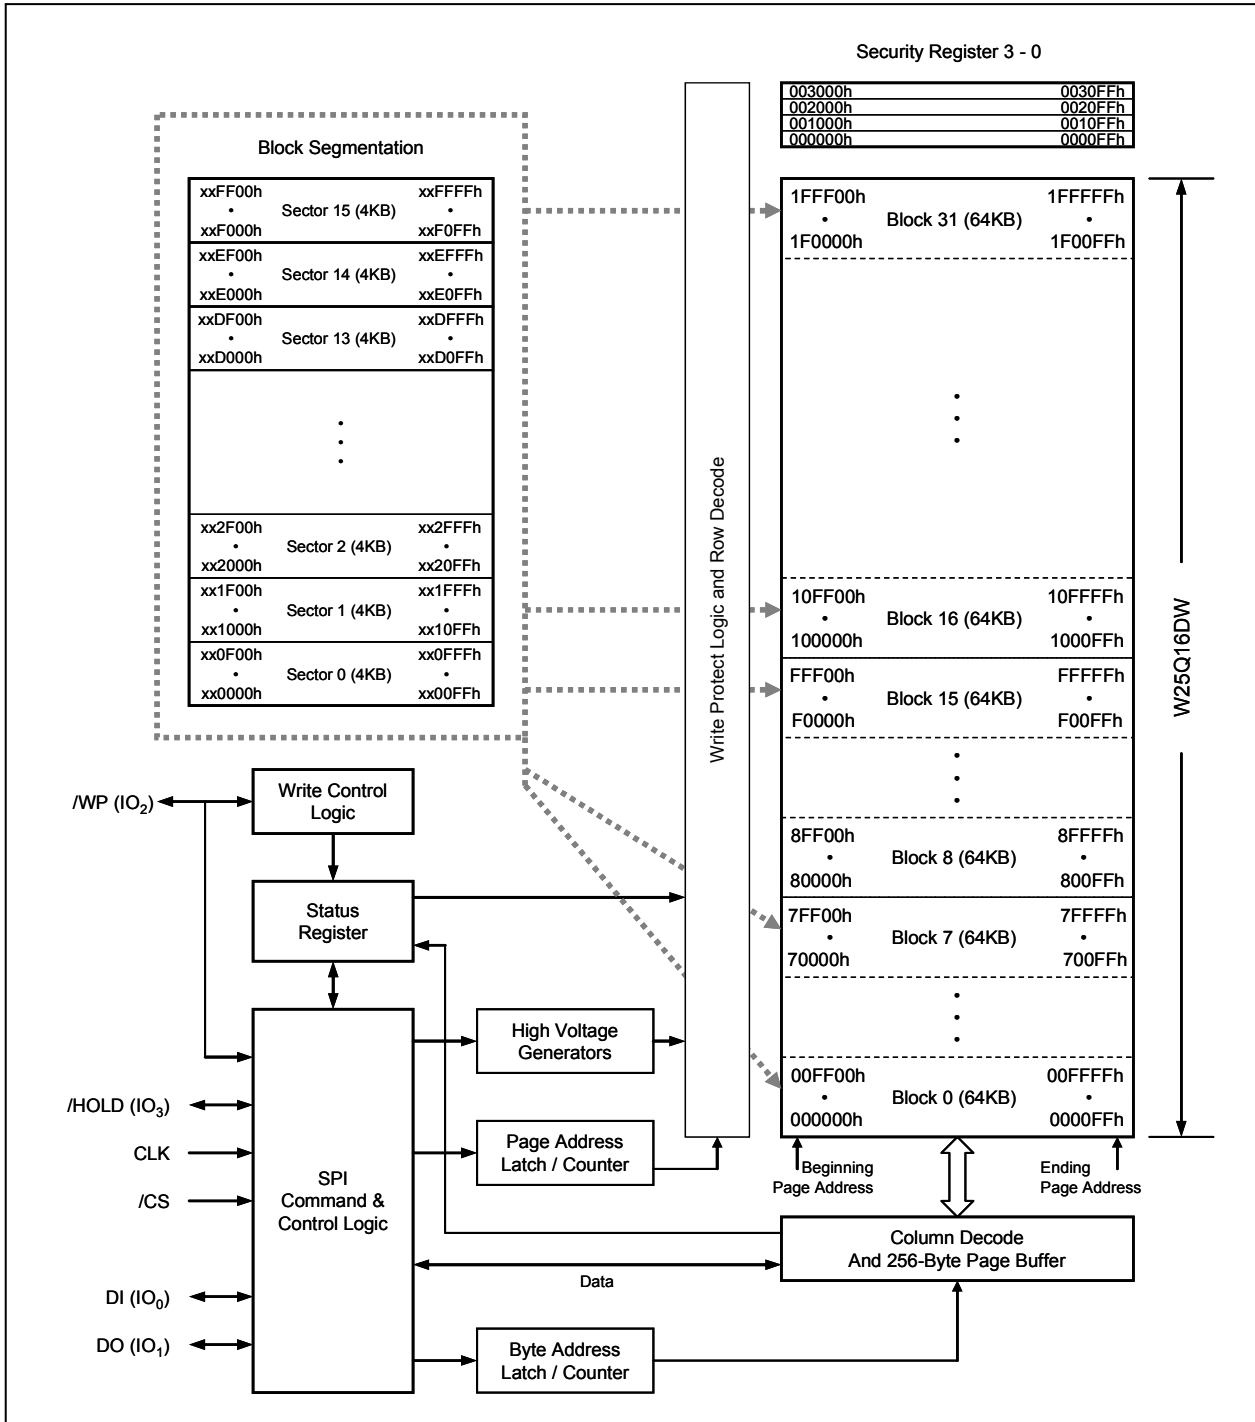 Security Register 3 - 0
003000h 0030FFh
002000h 0020FFh
001000h 0010FFh
000000h 0000FFh
Block Segmentation
xxFF00h xxFFFFh
• Sector 15 (4KB) •
xxF000h xxF0FFh
xxEF00h xxEFFFh
• Sector 14 (4KB) •
xxE000h xxE0FFh
xxDF00h xxDFFFh
• Sector 13 (4KB) •
xxD000h xxD0FFh
xx2F00h xx2FFFh
• Sector 2 (4KB) •
xx2000h xx20FFh
xx1F00h xx1FFFh
• Sector 1 (4KB) •
xx1000h xx10FFh
xx0F00h xx0FFFh
• Sector 0 (4KB) •
xx0000h xx00FFh
Write Protect Logic and Row Decode
1FFF00h 1FFFFFh
• Block 31 (64KB) •
1F0000h 1F00FFh
10FF00h 10FFFFh
• Block 16 (64KB) •
100000h 1000FFh
FFF00h FFFFFh
• Block 15 (64KB) •
F0000h F00FFh
8FF00h 8FFFFh
• Block 8 (64KB) •
80000h 800FFh
7FF00h 7FFFFh
• Block 7 (64KB) •
70000h 700FFh
00FF00h 00FFFFh
• Block 0 (64KB) •
000000h 0000FFh
W25Q16DW
Beginning
Page Address
Ending
Page Address
/WP (IO₂)
Write Control
Logic
Status
Register
High Voltage
Generators
/HOLD (IO₃)
CLK
/CS
DI (IO₀)
DO (IO₁)
SPI
Command &
Control Logic
Page Address
Latch / Counter
Column Decode
And 256-Byte Page Buffer
Data
Byte Address
Latch / Counter